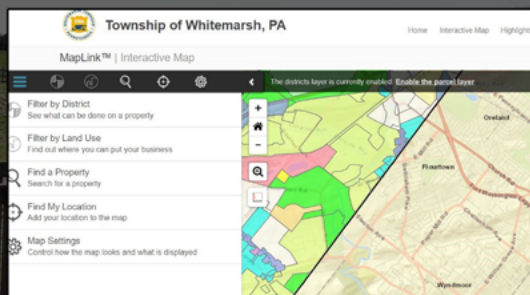 Township of Whitemarsh, PA
Home Interactive Map Highlights
MapLink™ | Interactive Map
The districts layer is currently enabled. Enable the parcel layer
Filter by District
See what can be done on a property
Filter by Land Use
Find out where you can put your business
Find a Property
Search for a property
Find My Location
Add your location to the map
Map Settings
Control how the map looks and what is displayed
Oreland
Flourtown
Wyndmoor